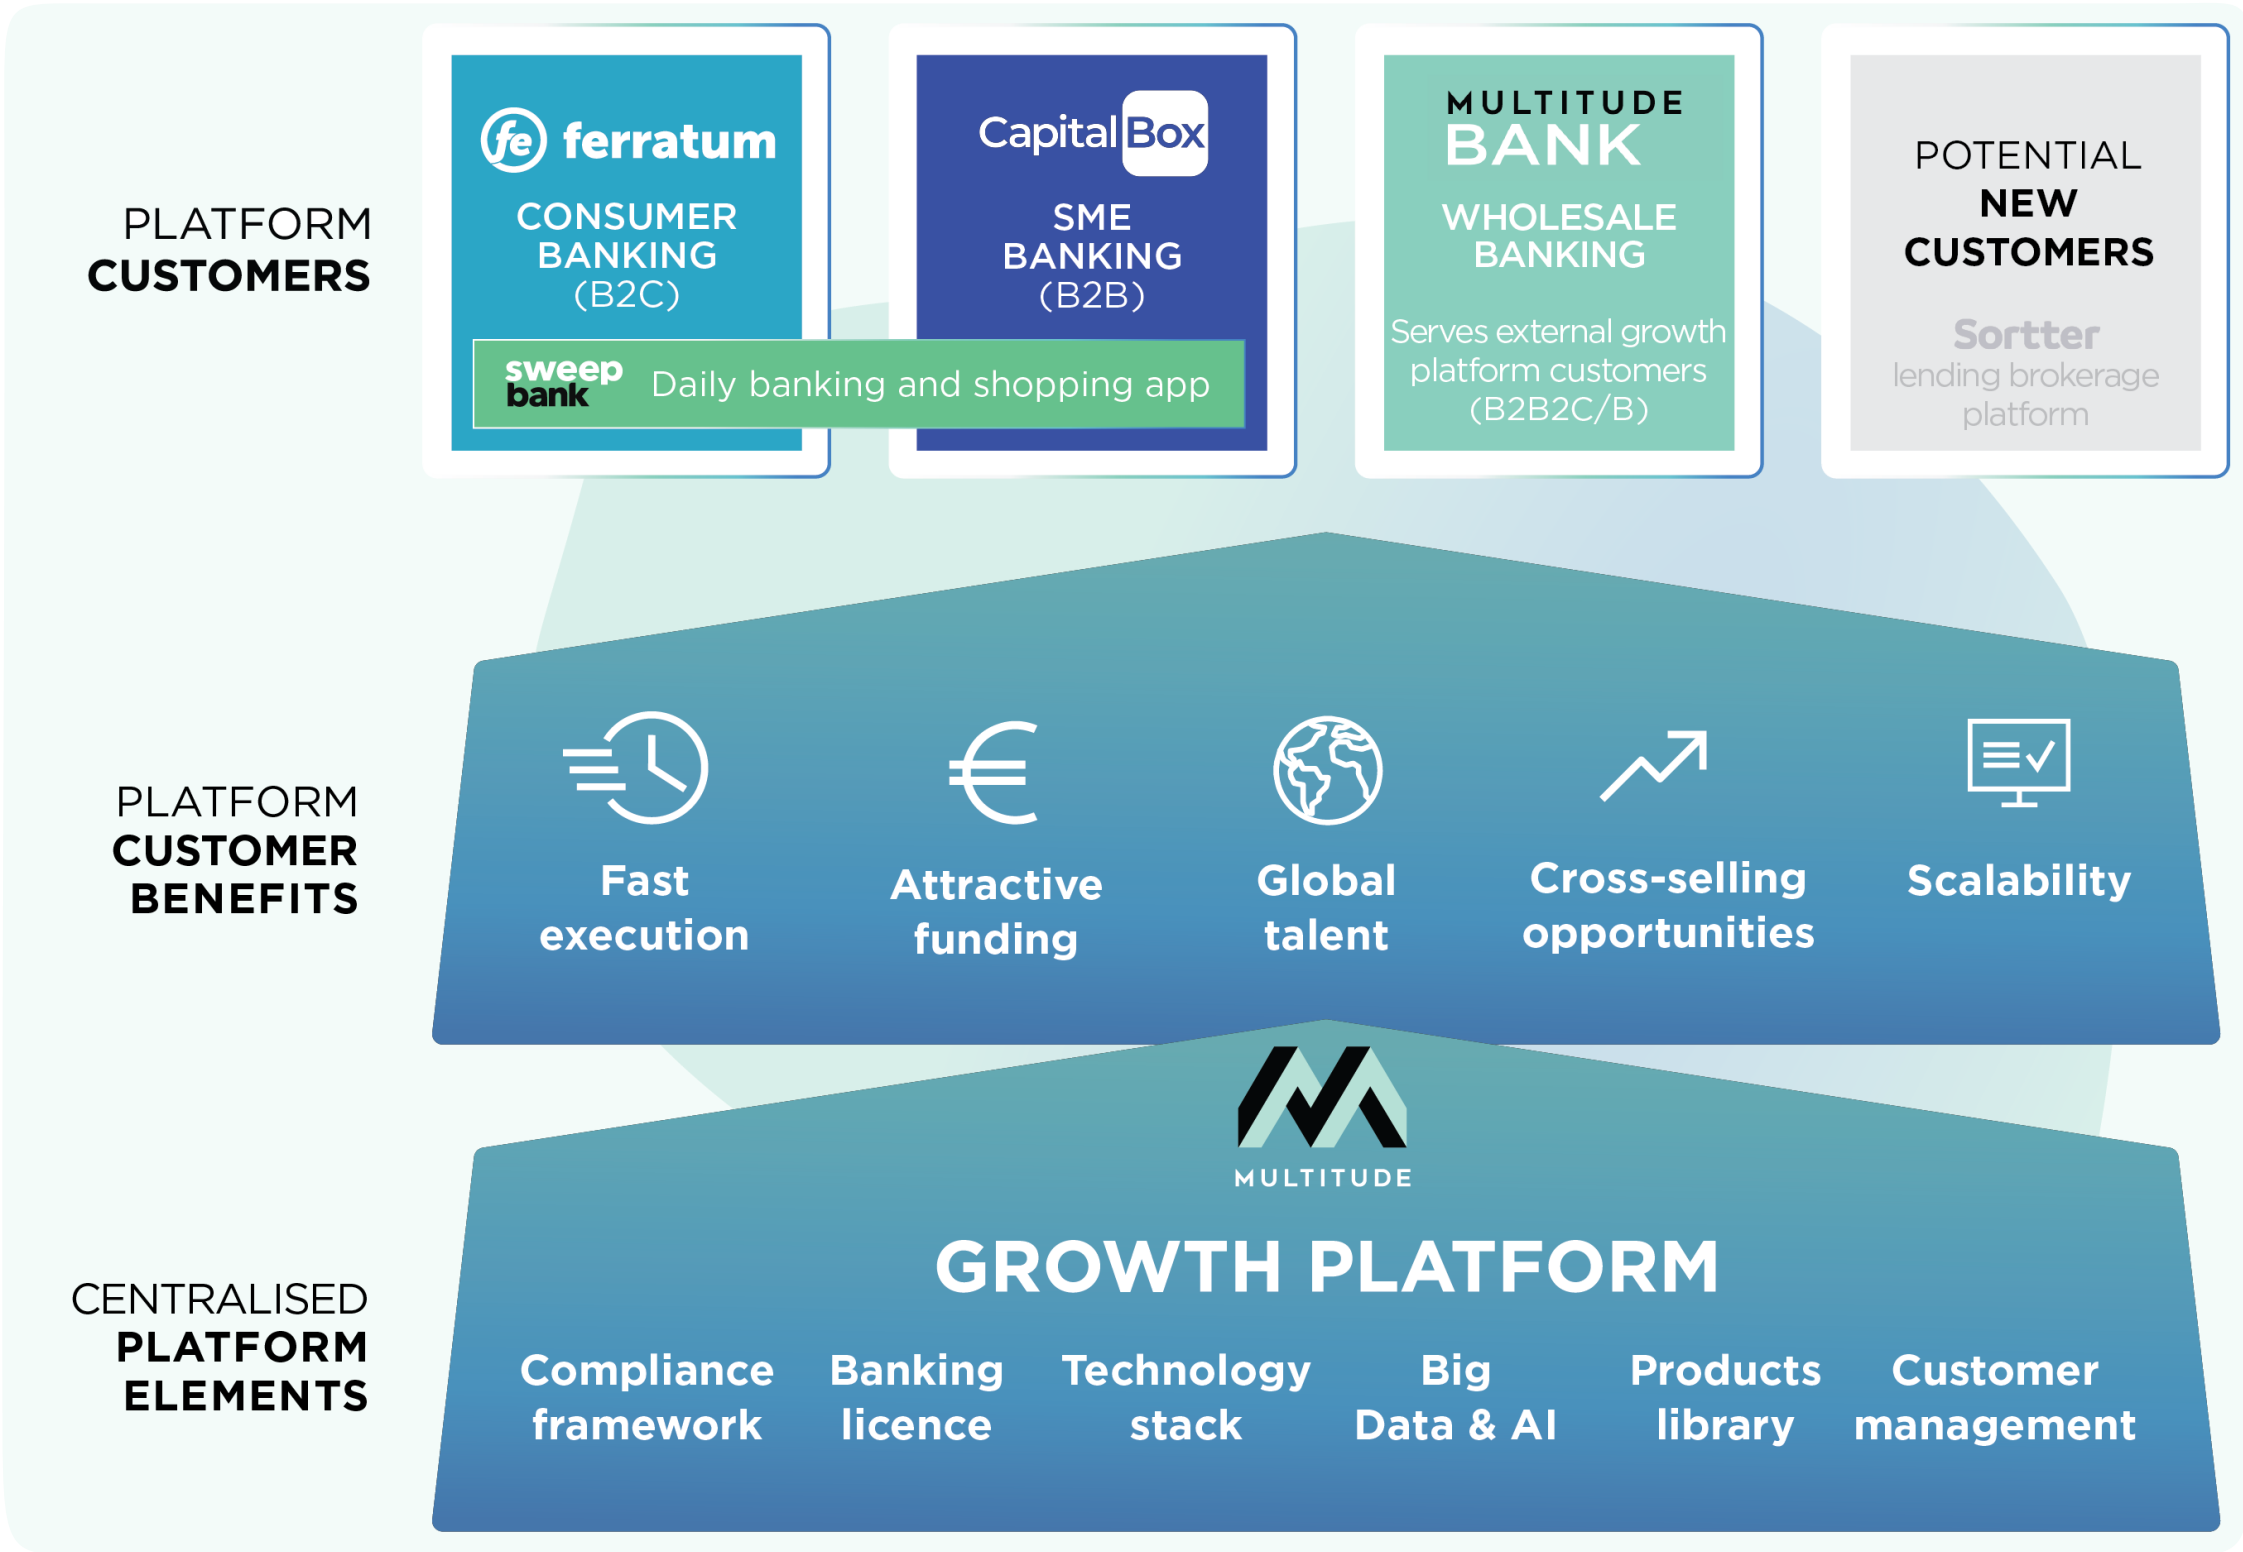 PLATFORM
CUSTOMERS
fe ferratum
CONSUMER
BANKING
(B2C)
CapitalBox
SME
BANKING
(B2B)
sweep
bank
Daily banking and shopping app
MULTITUDE
BANK
WHOLESALE
BANKING
Serves external growth
platform customers
(B2B2C/B)
POTENTIAL
NEW
CUSTOMERS
Sortter
lending brokerage
platform
PLATFORM
CUSTOMER
BENEFITS
Fast
execution
Attractive
funding
Global
talent
Cross-selling
opportunities
Scalability
MULTITUDE
GROWTH PLATFORM
CENTRALISED
PLATFORM
ELEMENTS
Compliance
framework
Banking
licence
Technology
stack
Big
Data & AI
Products
library
Customer
management